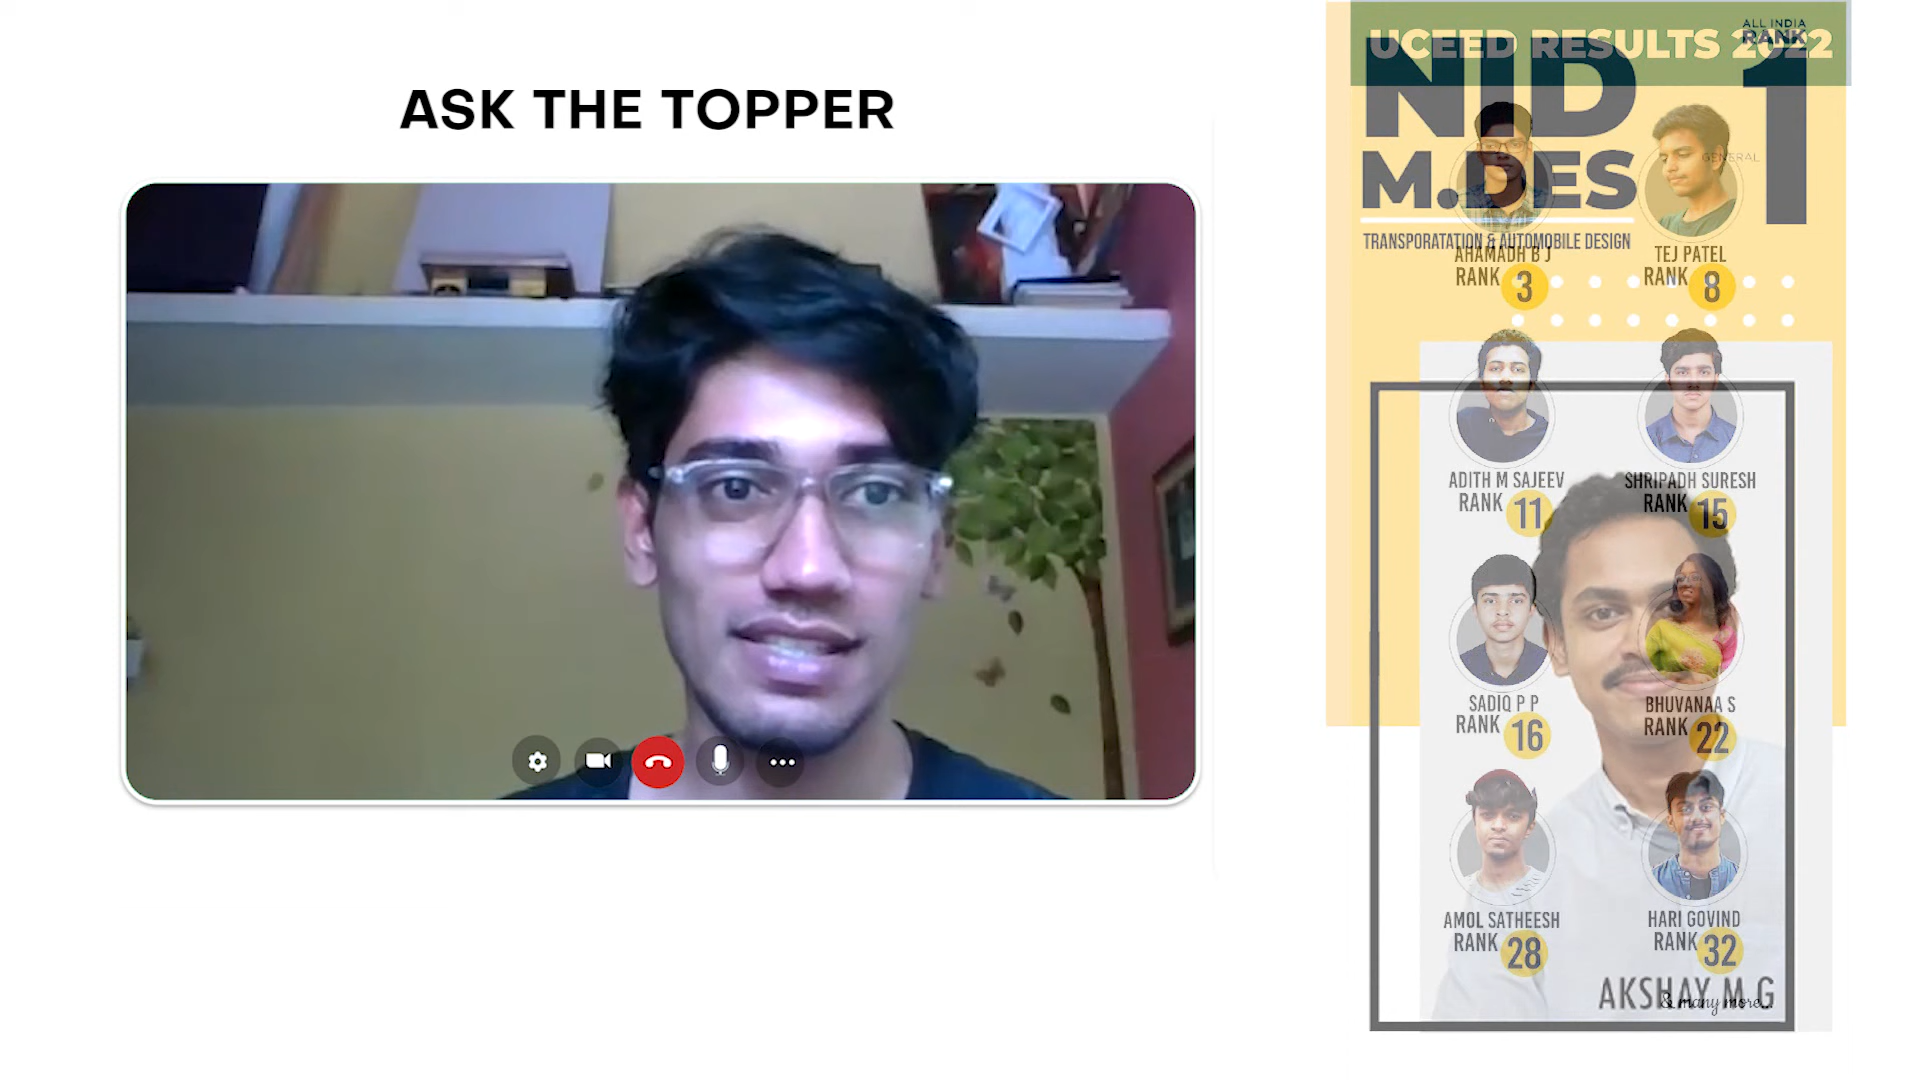 ASK THE TOPPER
UCEED RESULTS 2022
ALL INDIA
RANK
1
NID
M.DES
GENERAL
TRANSPORATATION & AUTOMOBILE DESIGN
AHAMADH B J
RANK 3
TEJ PATEL
RANK 8
ADITH M SAJEEV
RANK 11
SHRIPADH SURESH
RANK 15
SADIQ P P
RANK 16
BHUVANAA S
RANK 22
AMOL SATHEESH
RANK 28
HARI GOVIND
RANK 32
AKSHAY M G
& many more...